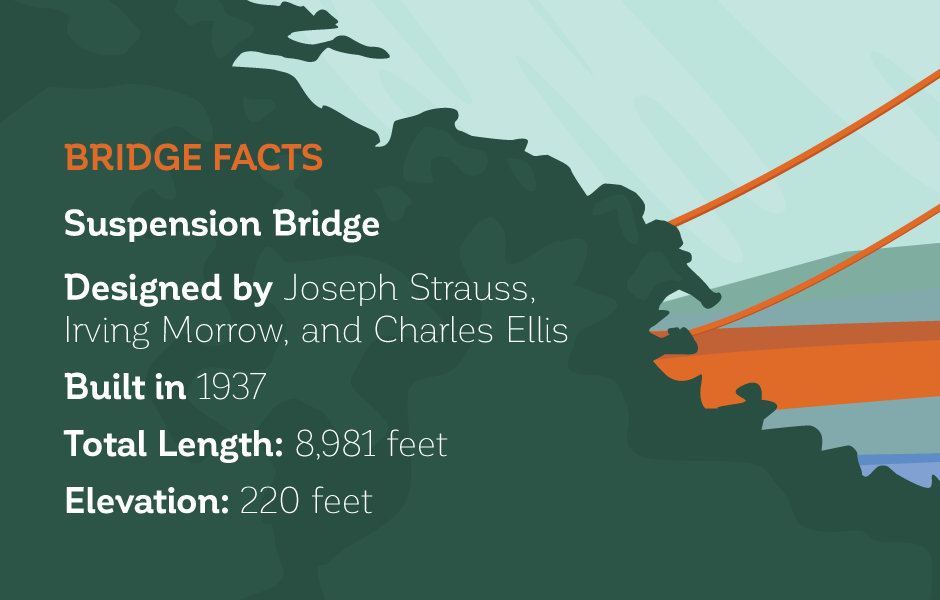 BRIDGE FACTS
Suspension Bridge
Designed by Joseph Strauss,
Irving Morrow, and Charles Ellis
Built in 1937
Total Length: 8,981 feet
Elevation: 220 feet